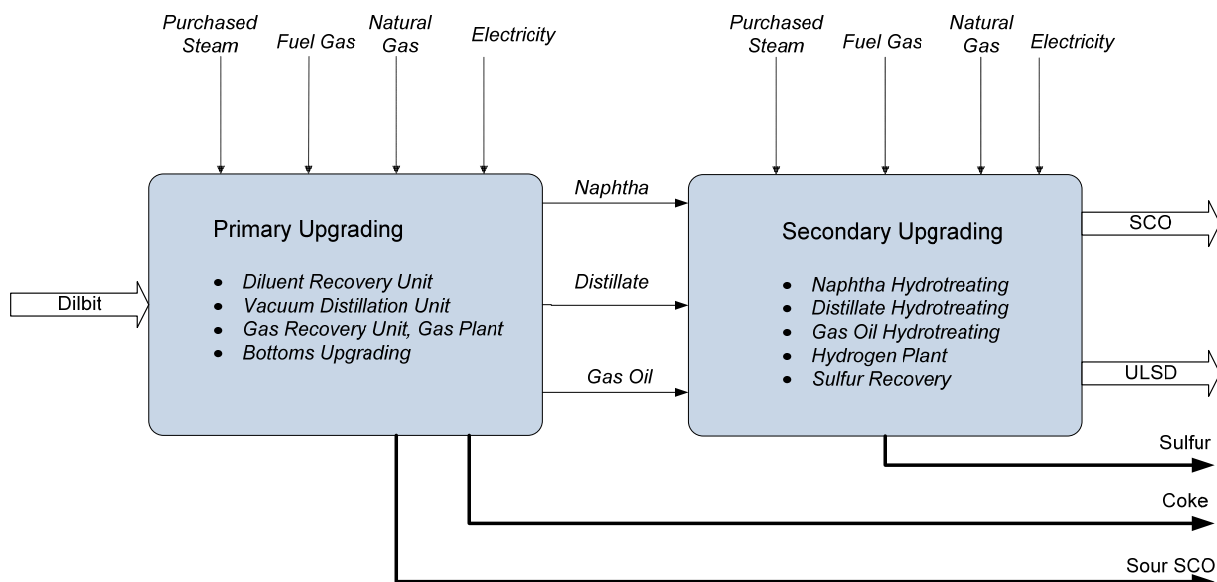 Purchased
Steam
Fuel Gas
Natural
Gas
Electricity
Purchased
Steam
Fuel Gas
Natural
Gas
Electricity
Dilbit
Primary Upgrading
• Diluent Recovery Unit
• Vacuum Distillation Unit
• Gas Recovery Unit, Gas Plant
• Bottoms Upgrading
Naphtha
Distillate
Gas Oil
Secondary Upgrading
• Naphtha Hydrotreating
• Distillate Hydrotreating
• Gas Oil Hydrotreating
• Hydrogen Plant
• Sulfur Recovery
SCO
ULSD
Sulfur
Coke
Sour SCO